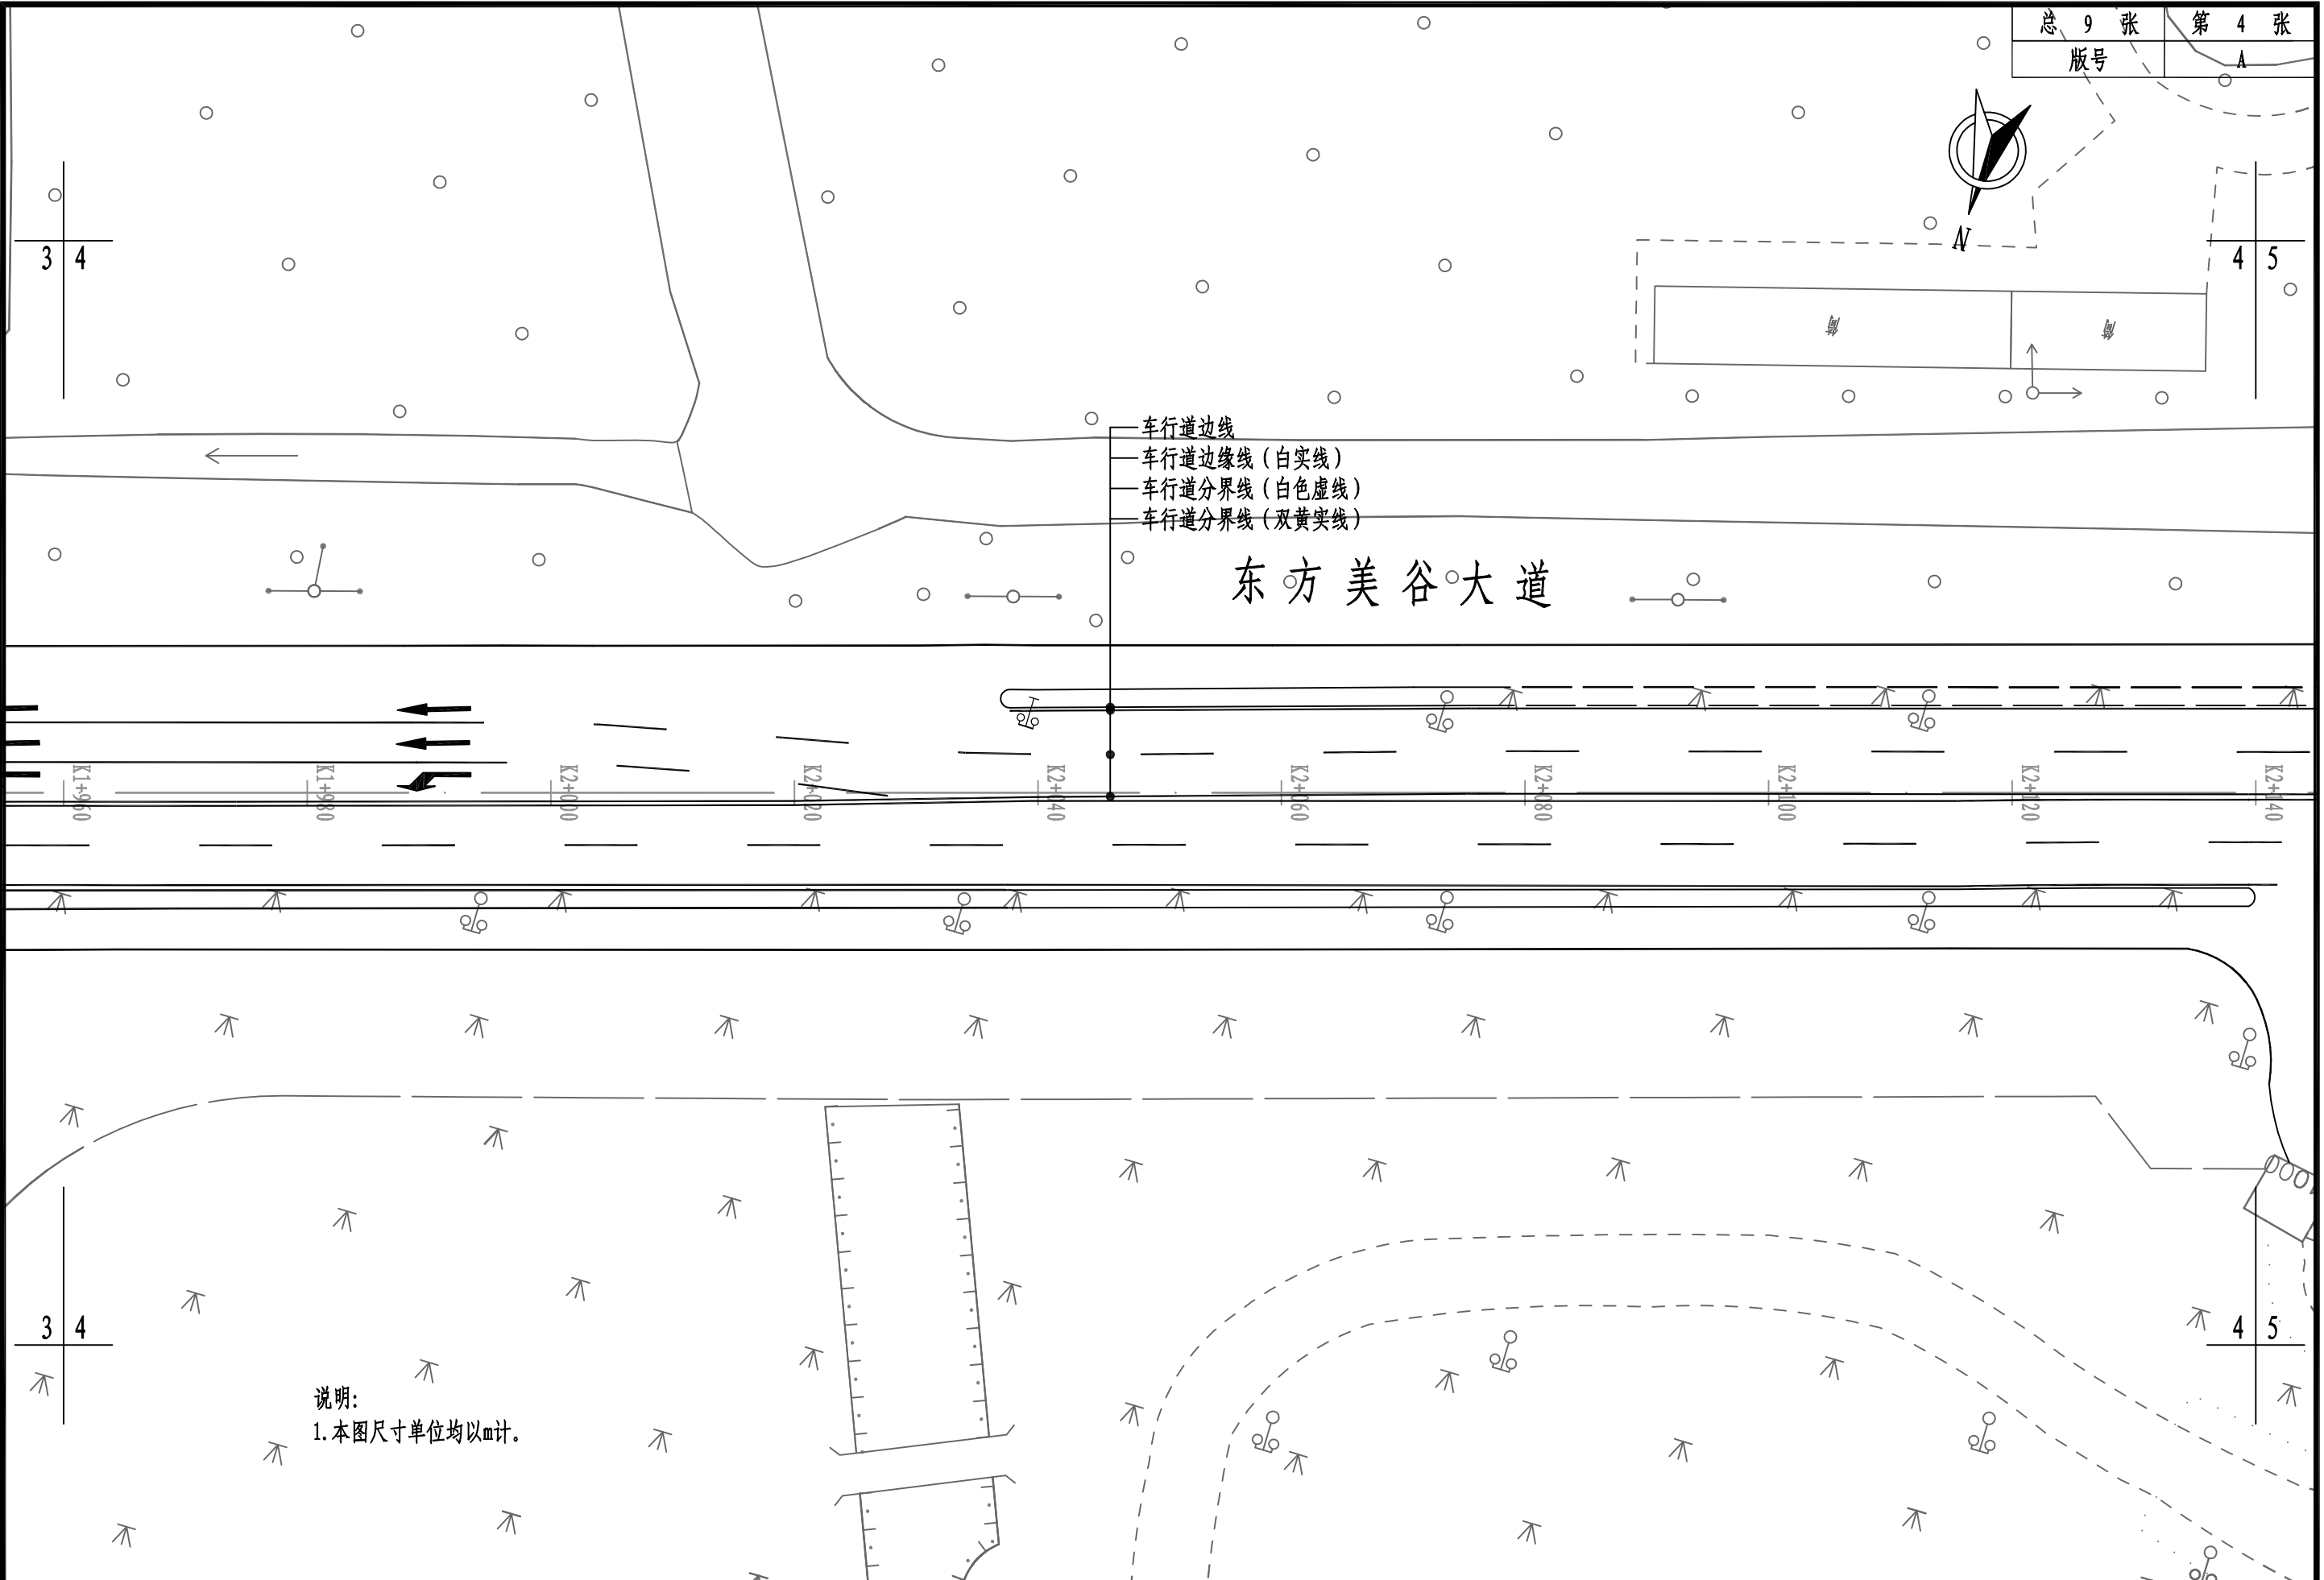 总 9 张 第 4 张
版号 A
N
3 4
4 5
简 简
车行道边线
车行道边缘线（白实线）
车行道分界线（白色虚线）
车行道分界线（双黄实线）
东方美谷大道
K1+960 K1+980 K2+000 K2+020 K2+040 K2+060 K2+080 K2+100 K2+120 K2+140
3 4
4 5
说明:
1.本图尺寸单位均以m计。